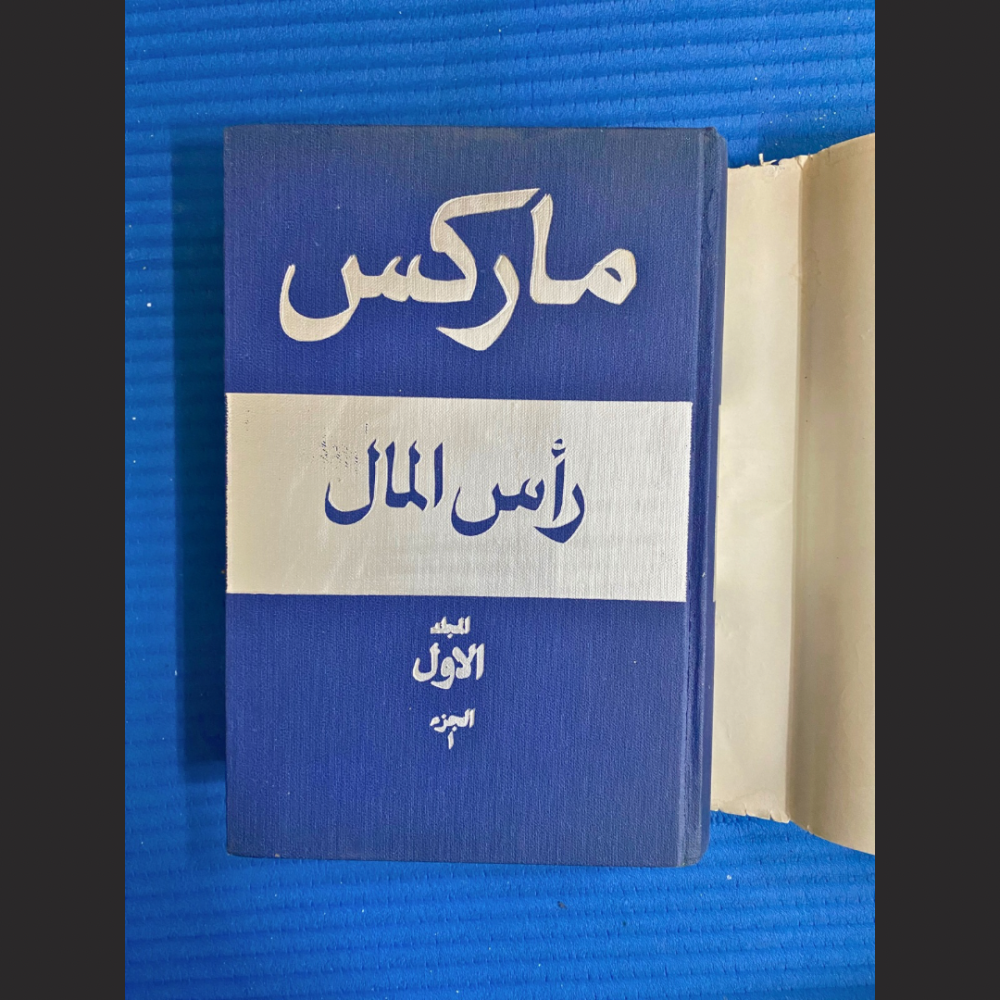 ماركس
رأس المال
المجلد
الاول
الجزء
١